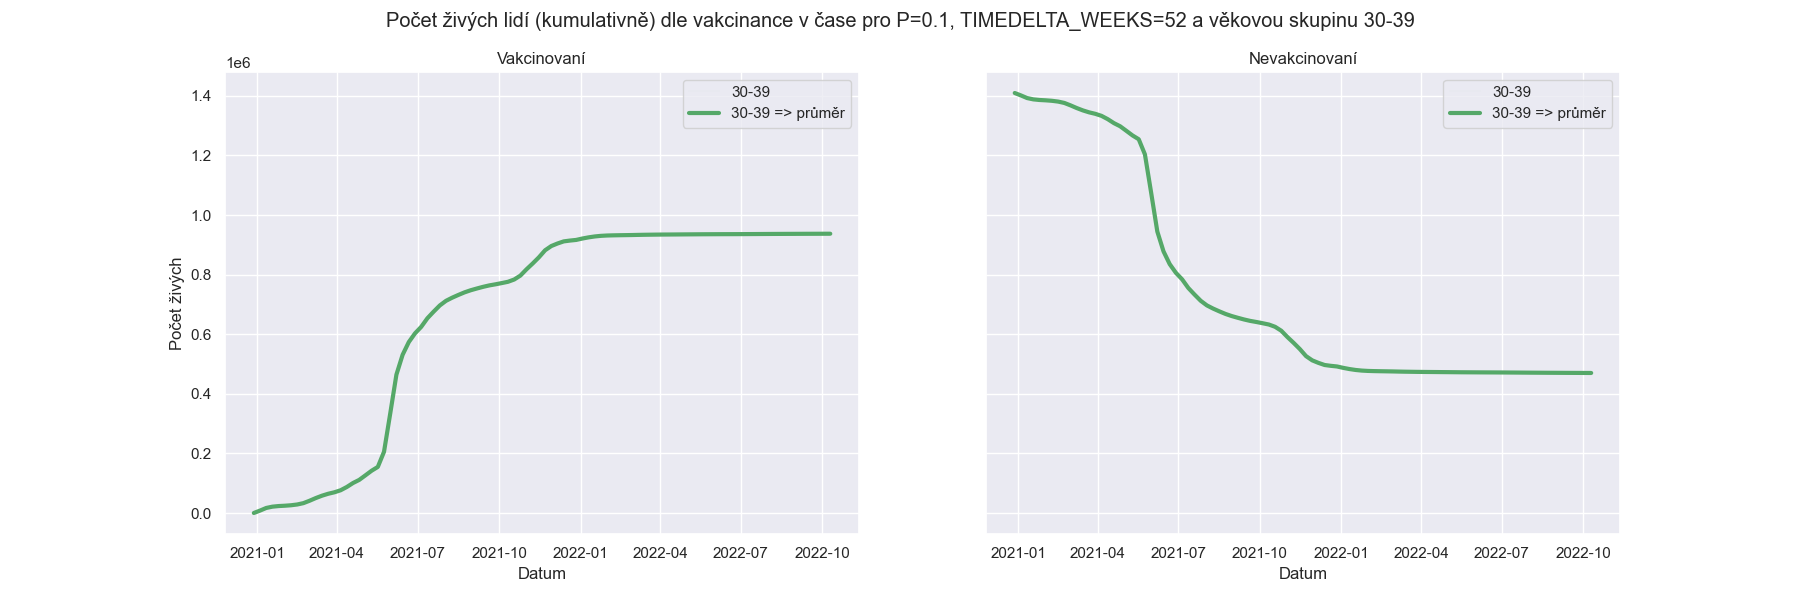 Počet živých lidí (kumulativně) dle vakcinance v čase pro P=0.1, TIMEDELTA_WEEKS=52 a věkovou skupinu 30-39
Vakcinovaní
1e6
30-39
30-39 => průměr
1.4
1.2
1.0
0.8
0.6
0.4
0.2
0.0
Počet živých
2021-01 2021-04 2021-07 2021-10 2022-01 2022-04 2022-07 2022-10
Datum
Nevakcinovaní
30-39
30-39 => průměr
2021-01 2021-04 2021-07 2021-10 2022-01 2022-04 2022-07 2022-10
Datum